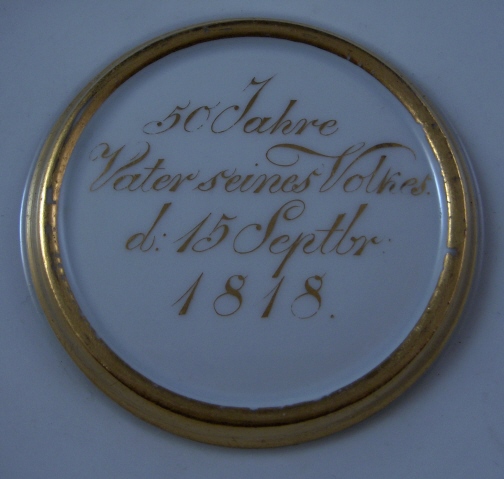 50 Jahre
Vater seines Volkes.
d: 15 Septbr:
1818.